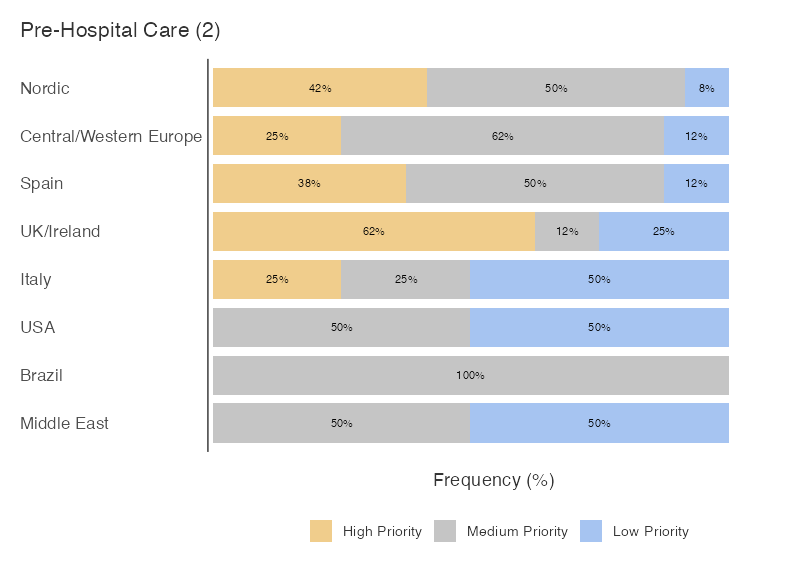 Pre-Hospital Care (2)
Nordic 42% 50% 8%
Central/Western Europe 25% 62% 12%
Spain 38% 50% 12%
UK/Ireland 62% 12% 25%
Italy 25% 25% 50%
USA 50% 50%
Brazil 100%
Middle East 50% 50%
Frequency (%)
High Priority Medium Priority Low Priority